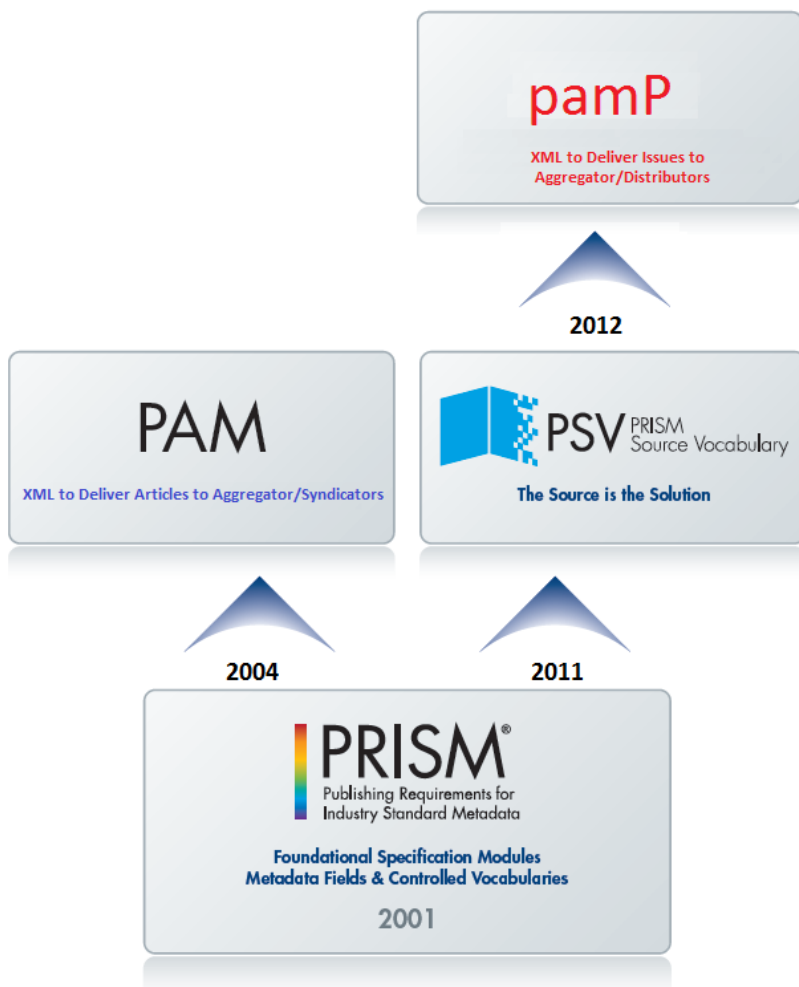 pamP
XML to Deliver Issues to
Aggregator/Distributors
2012
PAM
XML to Deliver Articles to Aggregator/Syndicators
PSV PRISM
Source Vocabulary
The Source is the Solution
2004
2011
PRISM®
Publishing Requirements for
Industry Standard Metadata
Foundational Specification Modules
Metadata Fields & Controlled Vocabularies
2001